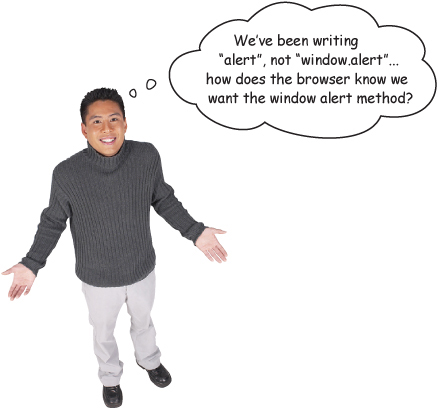 We've been writing
"alert", not "window.alert"...
how does the browser know we
want the window alert method?